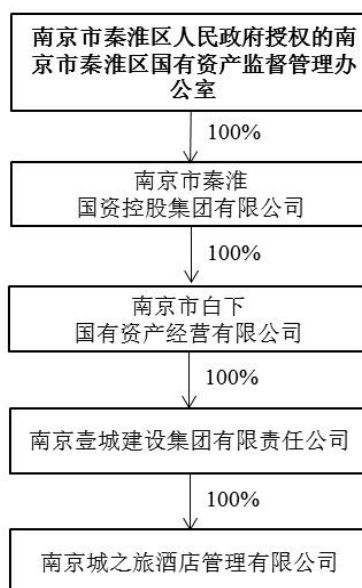 南京市秦淮区人民政府授权的南
京市秦淮区国有资产监督管理办
公室
100%
南京市秦淮
国资控股集团有限公司
100%
南京市白下
国有资产经营有限公司
100%
南京壹城建设集团有限责任公司
100%
南京城之旅酒店管理有限公司